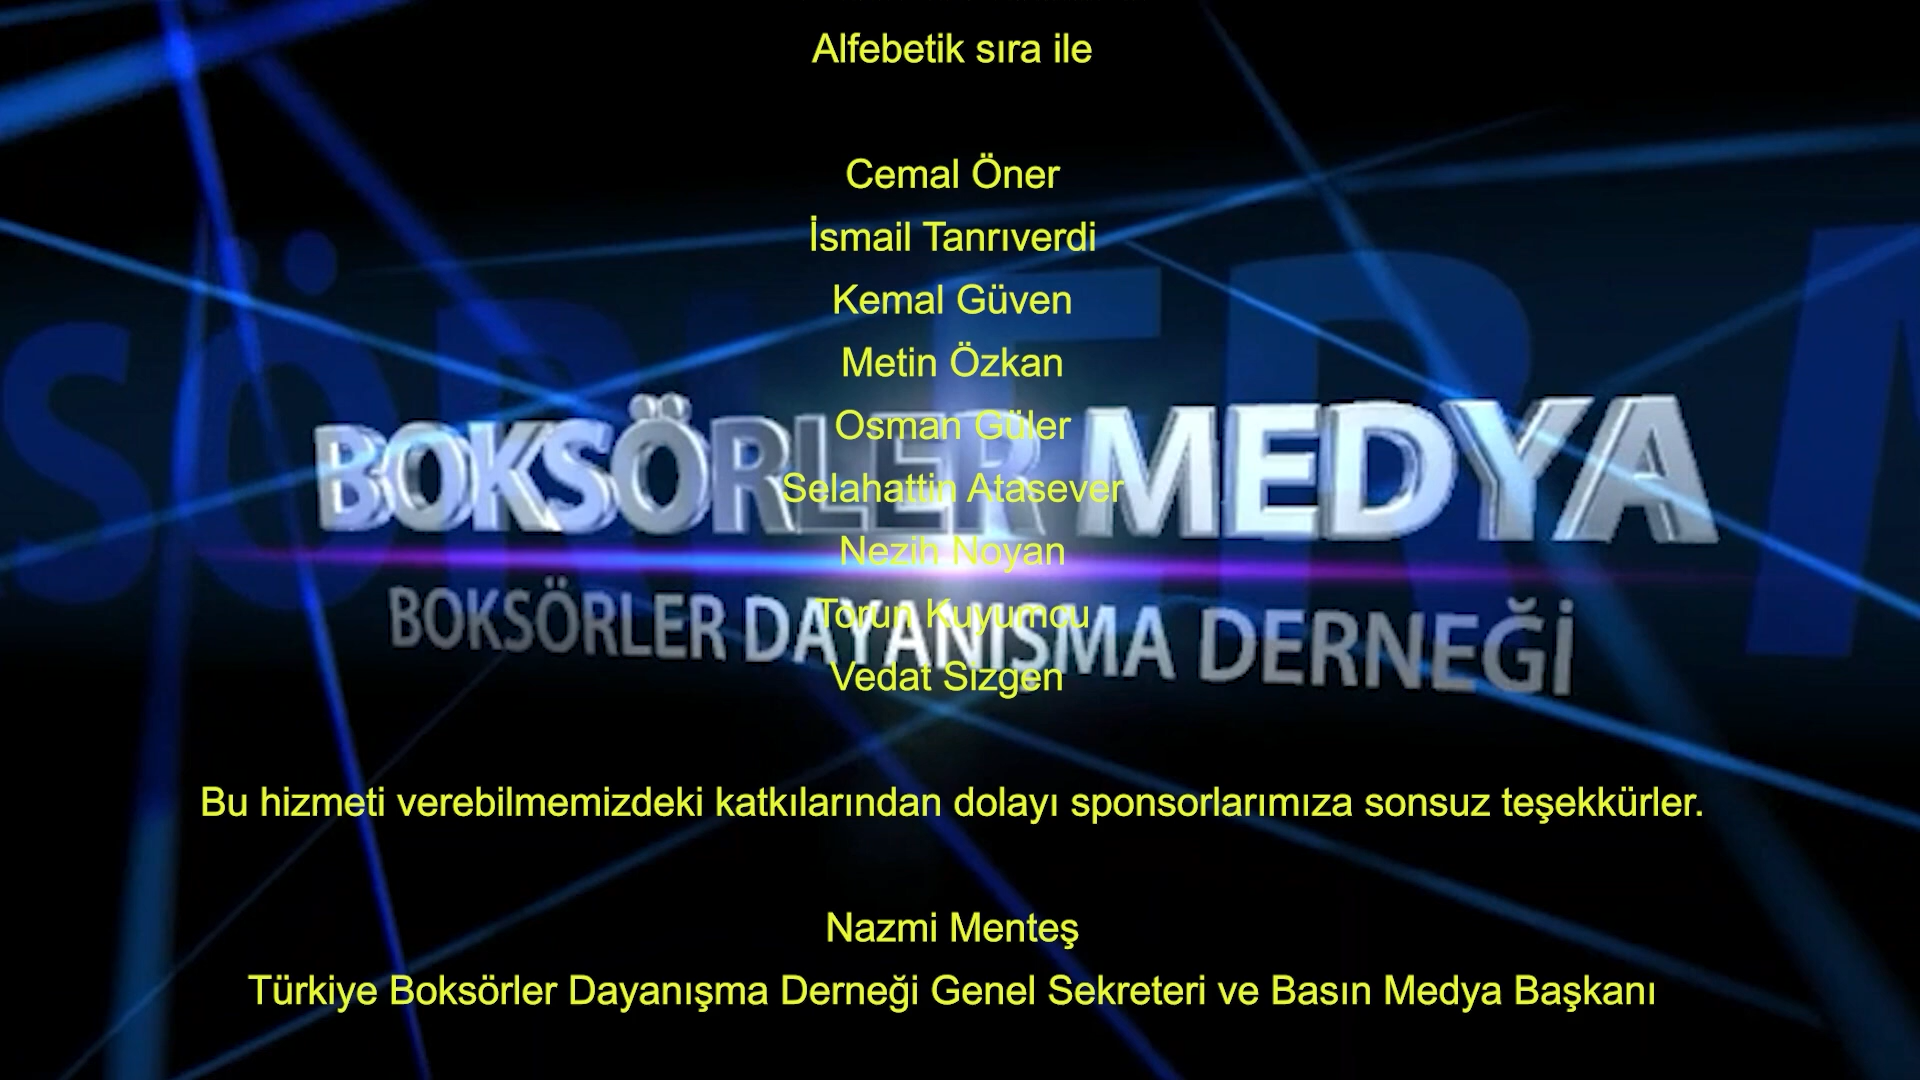 Alfebetik sıra ile
Cemal Öner
İsmail Tanrıverdi
Kemal Güven
Metin Özkan
Osman Güler
BOKSÖRLER MEDYA
Selahattin Atasever
Nezih Noyan
Torun Kuyumcu
BOKSÖRLER DAYANIŞMA DERNEĞİ
Vedat Sizgen
Bu hizmeti verebilmemizdeki katkılarından dolayı sponsorlarımıza sonsuz teşekkürler.
Nazmi Menteş
Türkiye Boksörler Dayanışma Derneği Genel Sekreteri ve Basın Medya Başkanı